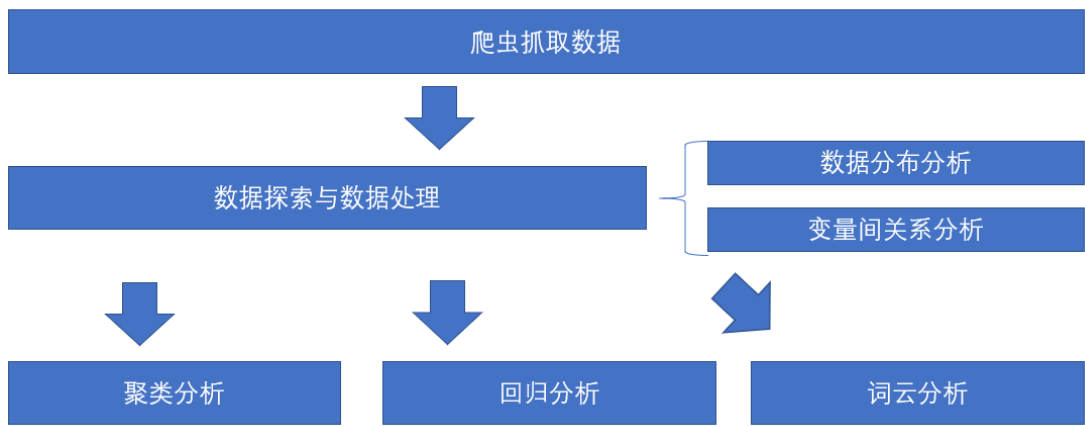 爬虫抓取数据
数据探索与数据处理
数据分布分析
变量间关系分析
聚类分析
回归分析
词云分析